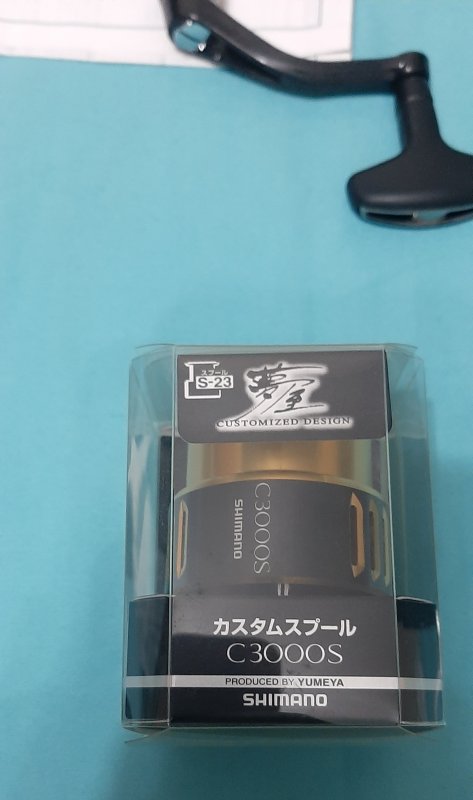 スプール
S-23
夢屋
CUSTOMIZED DESIGN
C3000S
SHIMANO
カスタムスプール
C3000S
PRODUCED BY YUMEYA
SHIMANO